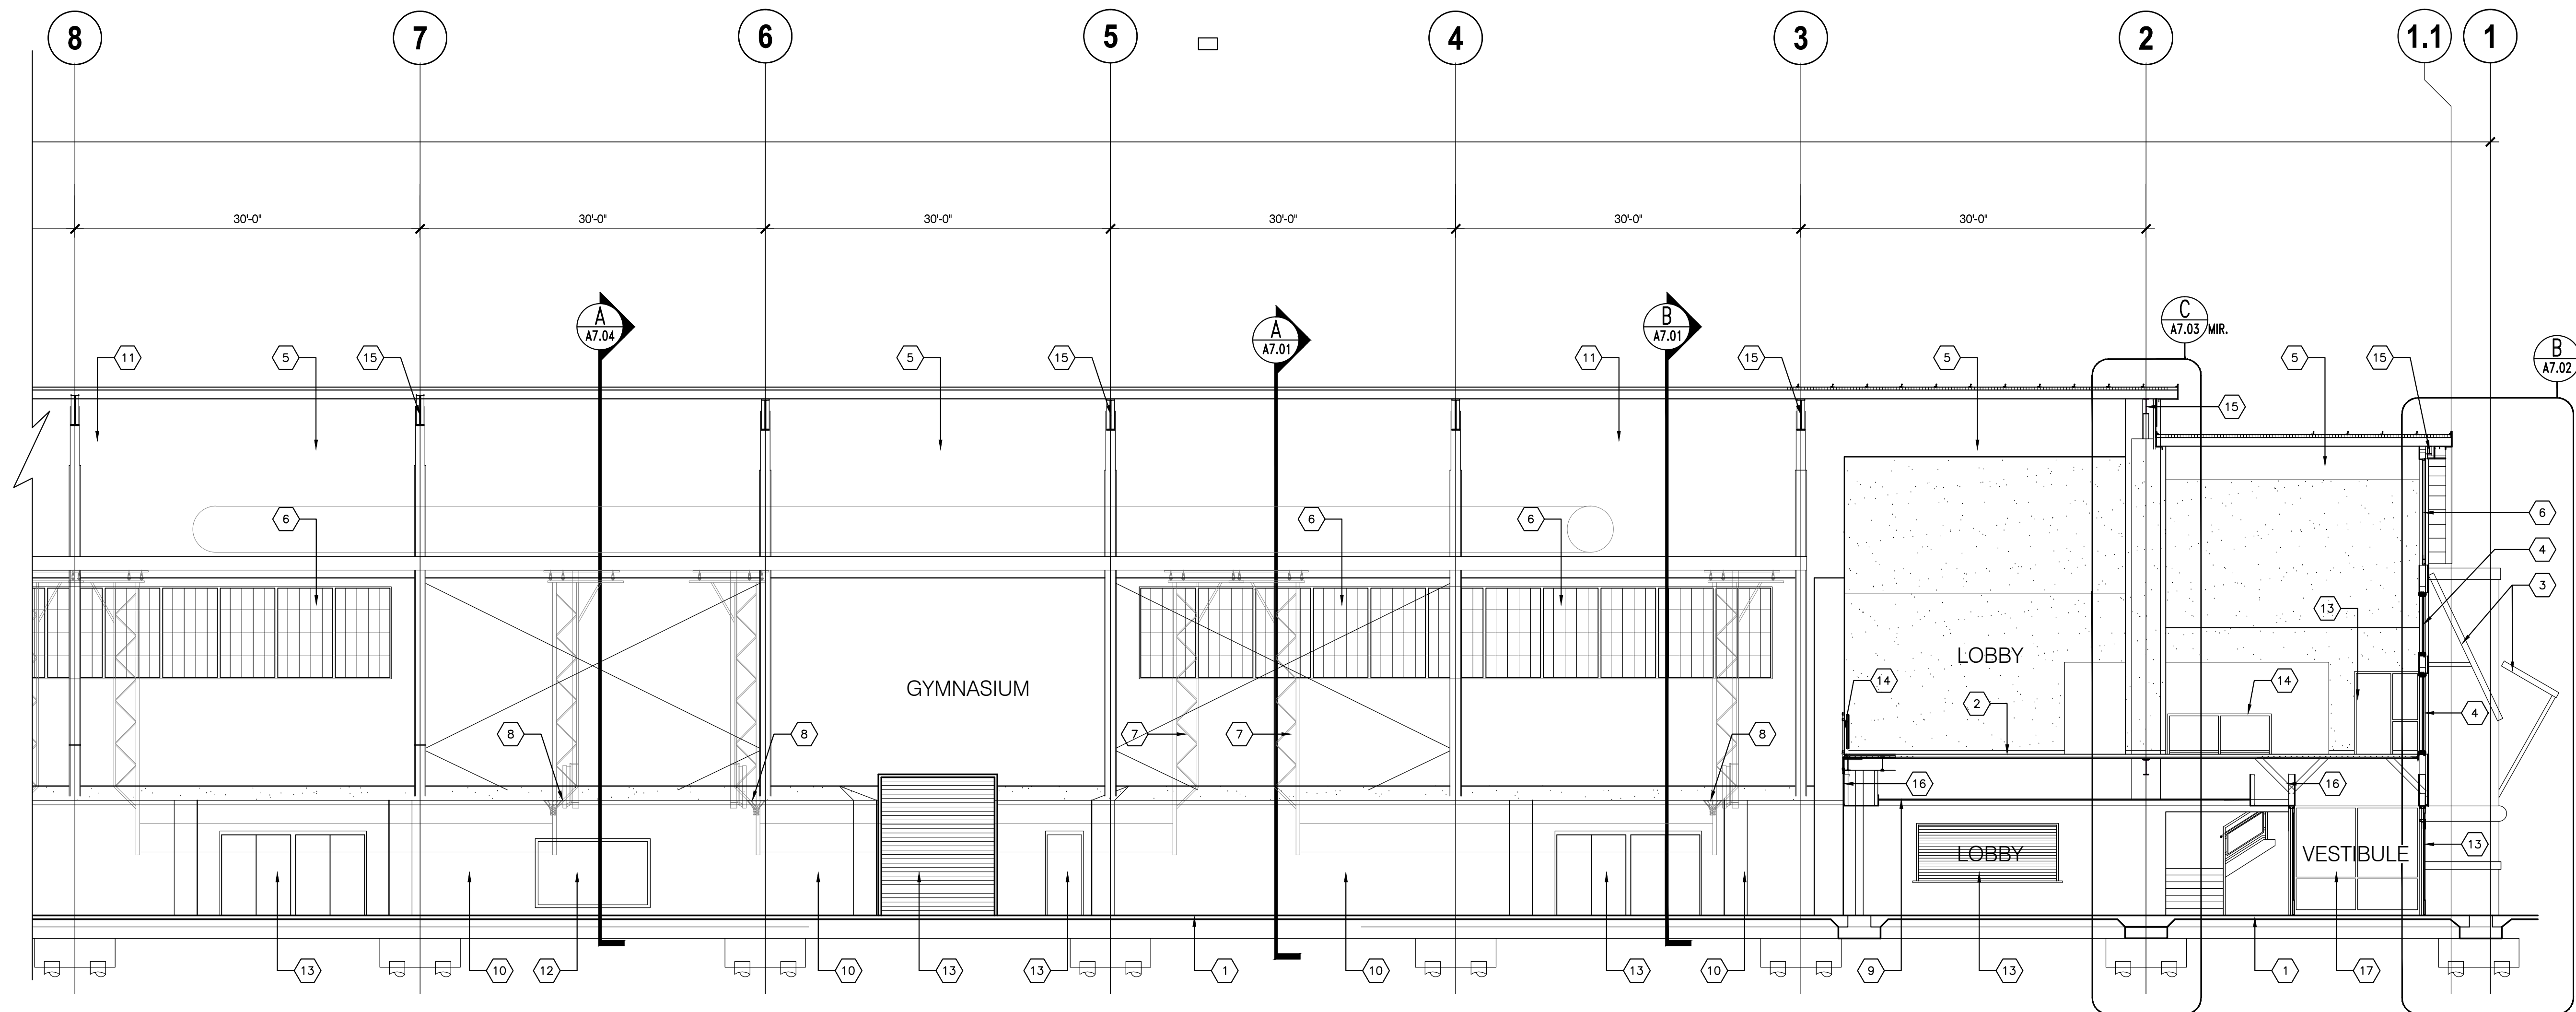 8 7 6 5 4 3 2 1.1 1
30'-0" 30'-0" 30'-0" 30'-0" 30'-0" 30'-0"
A
A7.04
A
A7.01
B
A7.01
C
A7.03 MIR.
B
A7.02
11 5 15 5 15 11 15 5 5 15
15
6 6 6 6
4
3
13
LOBBY
GYMNASIUM
14 14
2 4
8 8 7 7 8
16 16
13
LOBBY VESTIBULE
13 10 12 10 13 13 1 10 13 10 9 13 1 17